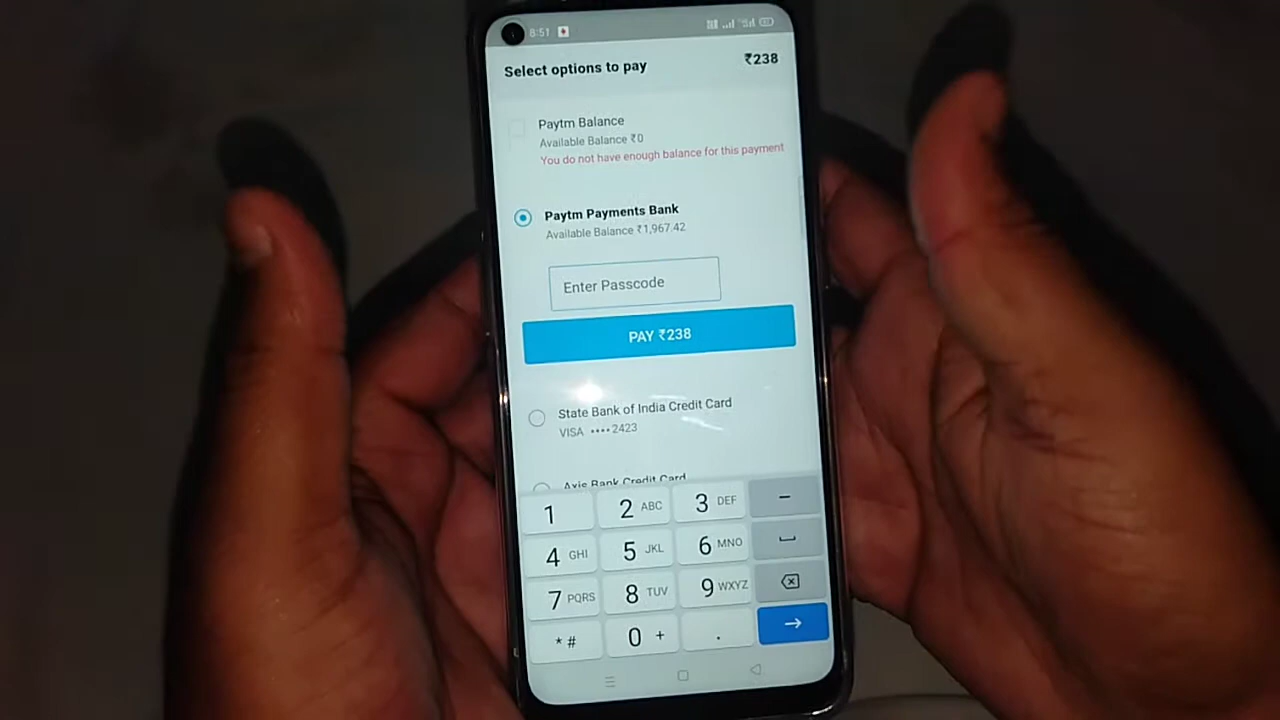 8:51
Select options to pay ₹238
Paytm Balance
Available Balance ₹0
You do not have enough balance for this payment
Paytm Payments Bank
Available Balance ₹1,967.42
Enter Passcode
PAY ₹238
State Bank of India Credit Card
VISA ••••2423
Axis Bank Credit Card
1 2 ABC 3 DEF −
4 GHI 5 JKL 6 MNO
7 PQRS 8 TUV 9 WXYZ
* # 0 + .